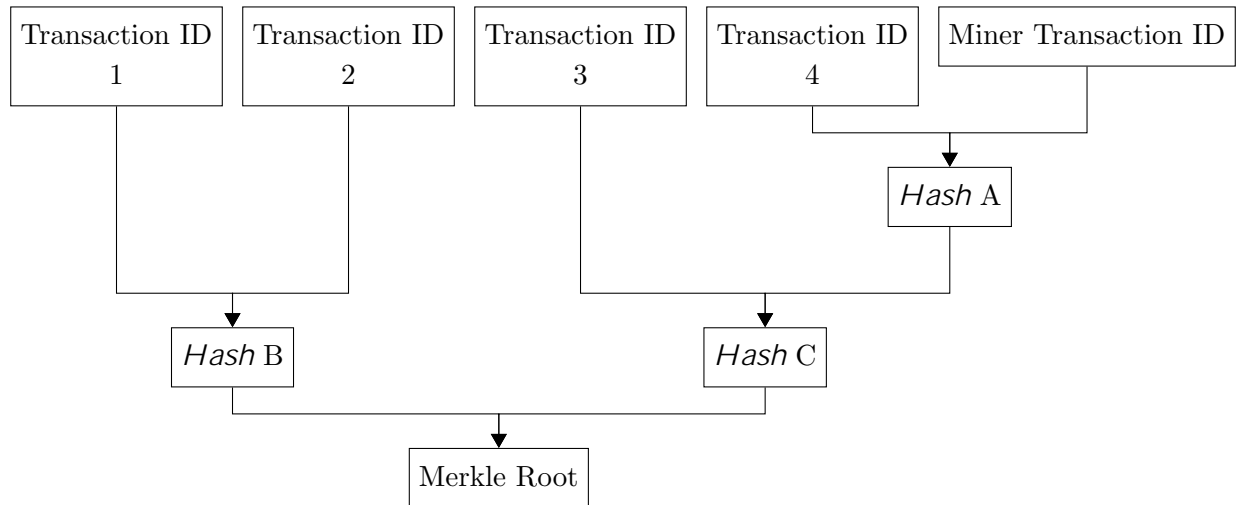 Transaction ID
1
Transaction ID
2
Transaction ID
3
Transaction ID
4
Miner Transaction ID
Hash A
Hash B
Hash C
Merkle Root